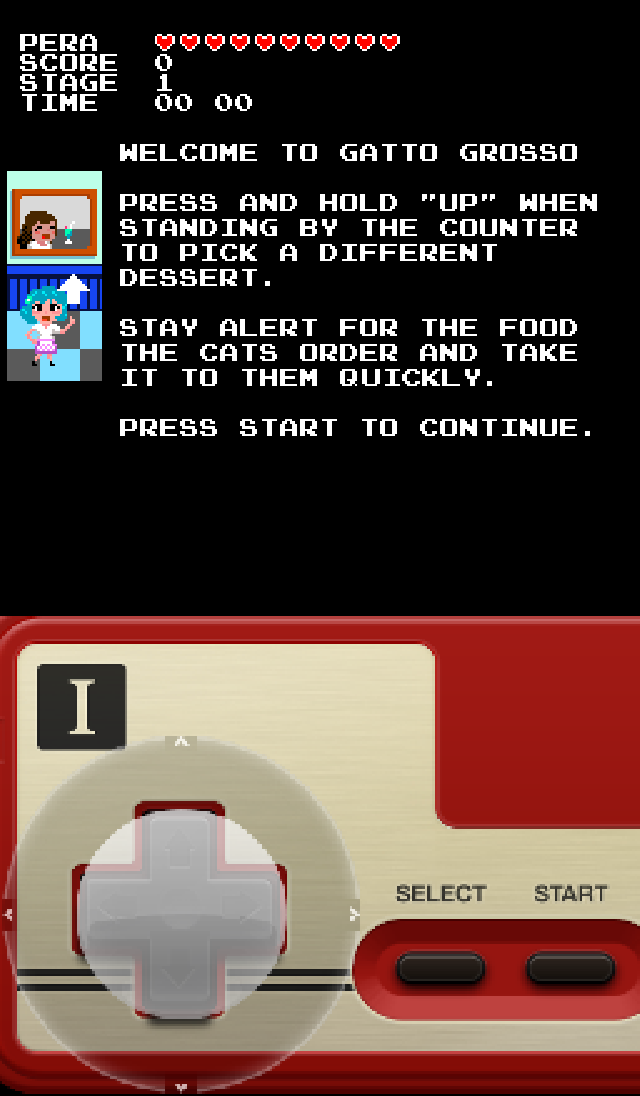 PERA
SCORE 0
STAGE 1
TIME 00 00
WELCOME TO GATTO GROSSO
PRESS AND HOLD "UP" WHEN
STANDING BY THE COUNTER
TO PICK A DIFFERENT
DESSERT.
STAY ALERT FOR THE FOOD
THE CATS ORDER AND TAKE
IT TO THEM QUICKLY.
PRESS START TO CONTINUE.
I
SELECT START